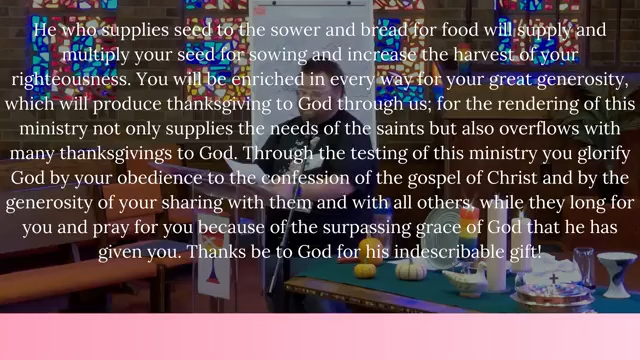 He who supplies seed to the sower and bread for food will supply and
multiply your seed for sowing and increase the harvest of your
righteousness. You will be enriched in every way for your great generosity,
which will produce thanksgiving to God through us; for the rendering of this
ministry not only supplies the needs of the saints but also overflows with
many thanksgivings to God. Through the testing of this ministry you glorify
God by your obedience to the confession of the gospel of Christ and by the
generosity of your sharing with them and with all others, while they long for
you and pray for you because of the surpassing grace of God that he has
given you. Thanks be to God for his indescribable gift!